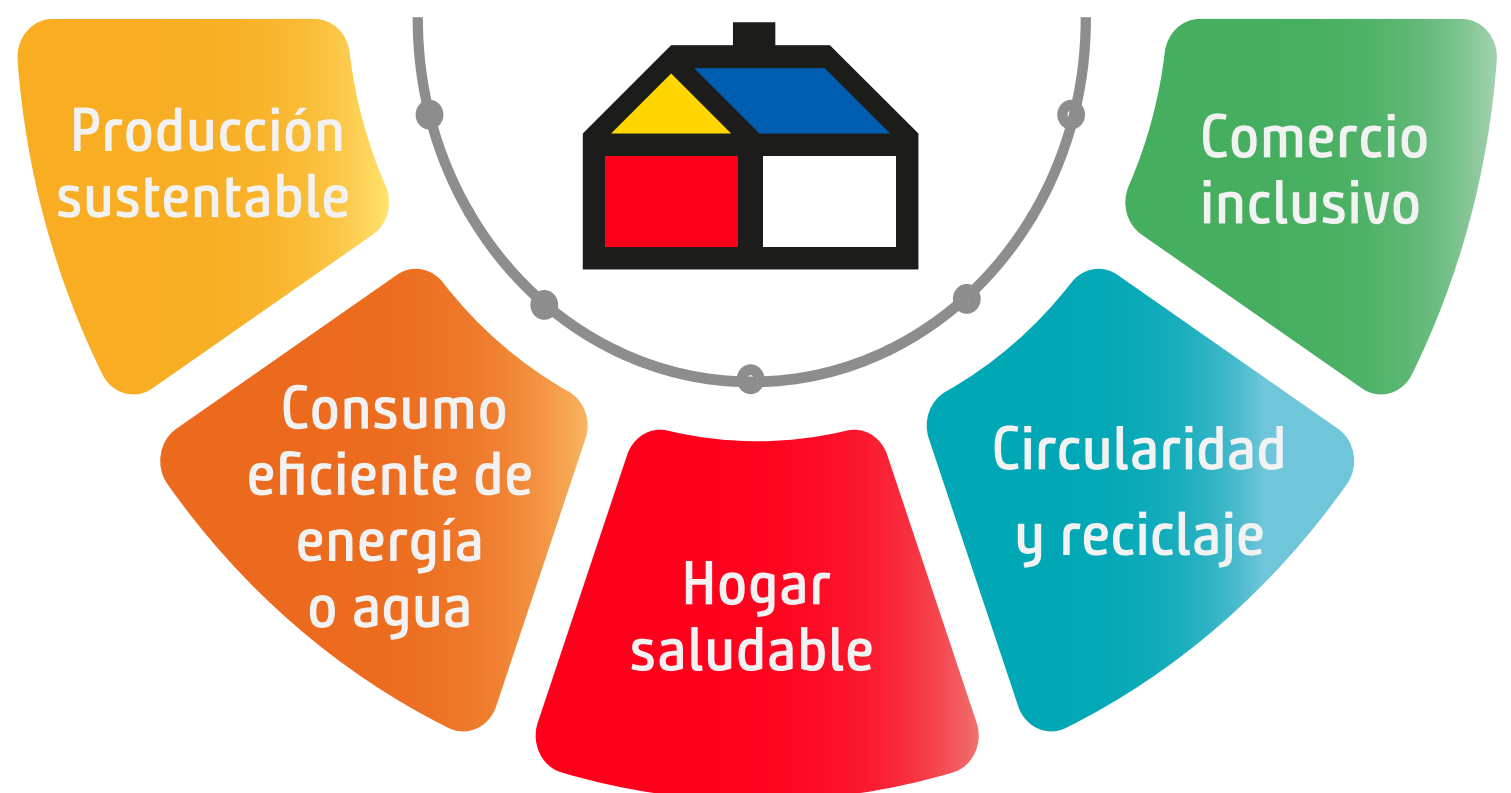 Producción
sustentable
Consumo
eficiente de
energía
o agua
Hogar
saludable
Circularidad
y reciclaje
Comercio
inclusivo